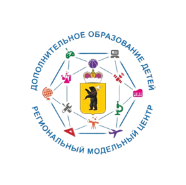 ДОПОЛНИТЕЛЬНОЕ ОБРАЗОВАНИЕ ДЕТЕЙ
РЕГИОНАЛЬНЫЙ МОДЕЛЬНЫЙ ЦЕНТР